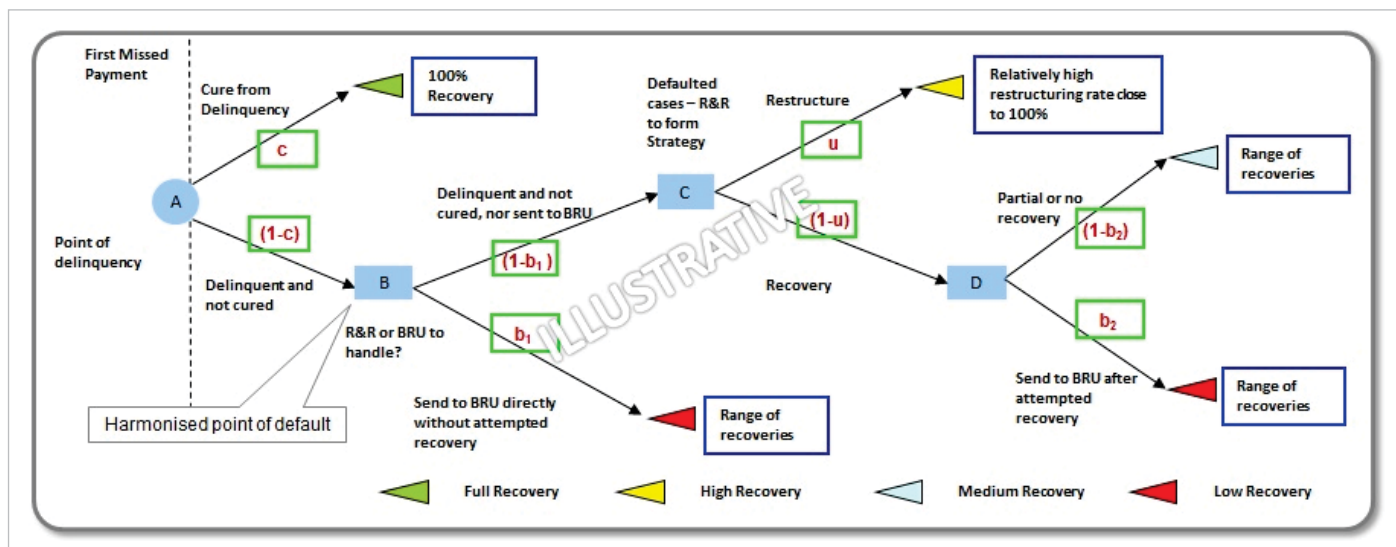 First Missed
Payment
Cure from
Delinquency
100%
Recovery
c
Defaulted
cases – R&R
to form
Strategy
Restructure
Relatively high
restructuring rate close
to 100%
u
Range of
recoveries
A
Delinquent and not
cured, nor sent to BRU
C
Partial or no
recovery
(1-c)
(1-b₁)
(1-u)
(1-b₂)
Point of
delinquency
Delinquent and
not cured
B
Recovery
D
ILLUSTRATIVE
R&R or BRU to
handle?
b₁
b₂
Harmonised point of default
Send to BRU directly
without attempted
recovery
Range of
recoveries
Send to BRU after
attempted
recovery
Range of
recoveries
Full Recovery
High Recovery
Medium Recovery
Low Recovery